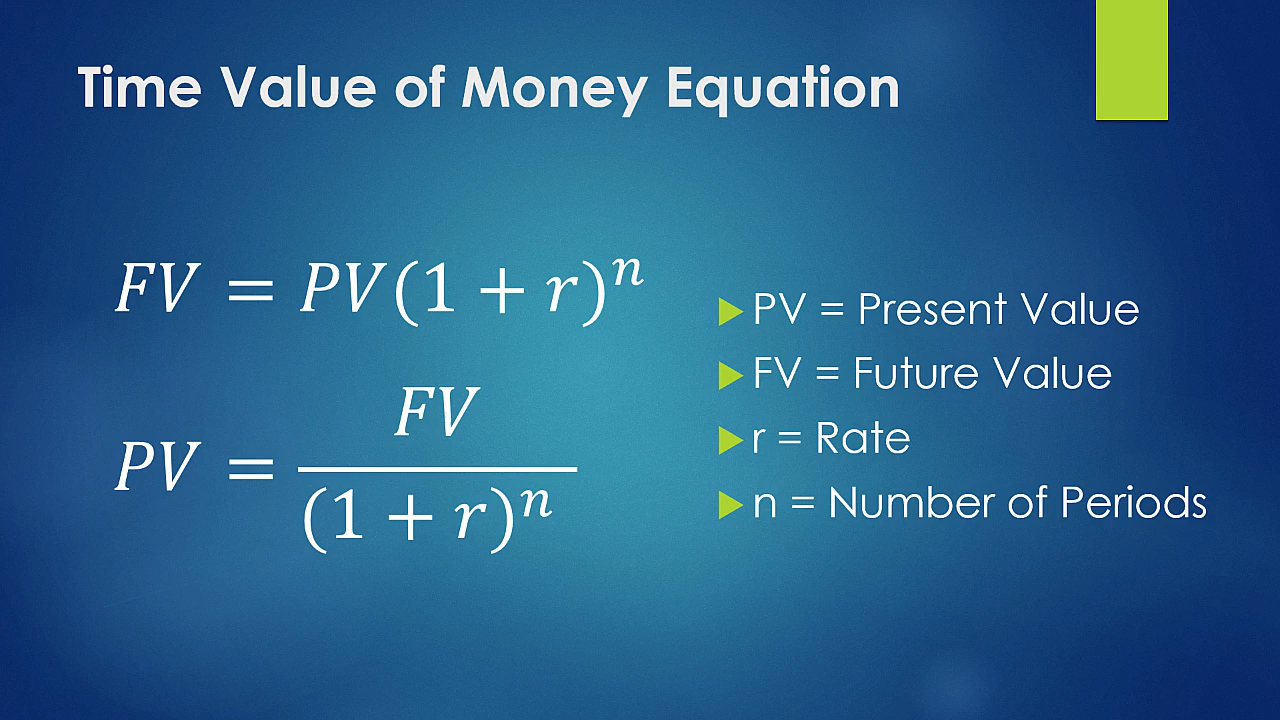 Time Value of Money Equation
FV = PV(1 + r)^n
PV = FV / (1 + r)^n
PV = Present Value
FV = Future Value
r = Rate
n = Number of Periods